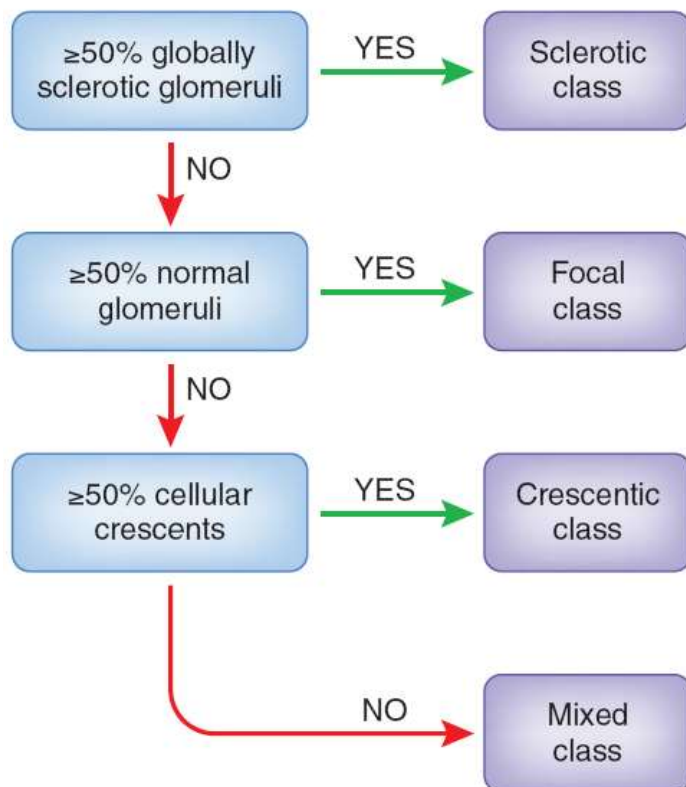 ≥50% globally
sclerotic glomeruli
YES
Sclerotic
class
NO
≥50% normal
glomeruli
YES
Focal
class
NO
≥50% cellular
crescents
YES
Crescentic
class
NO
Mixed
class